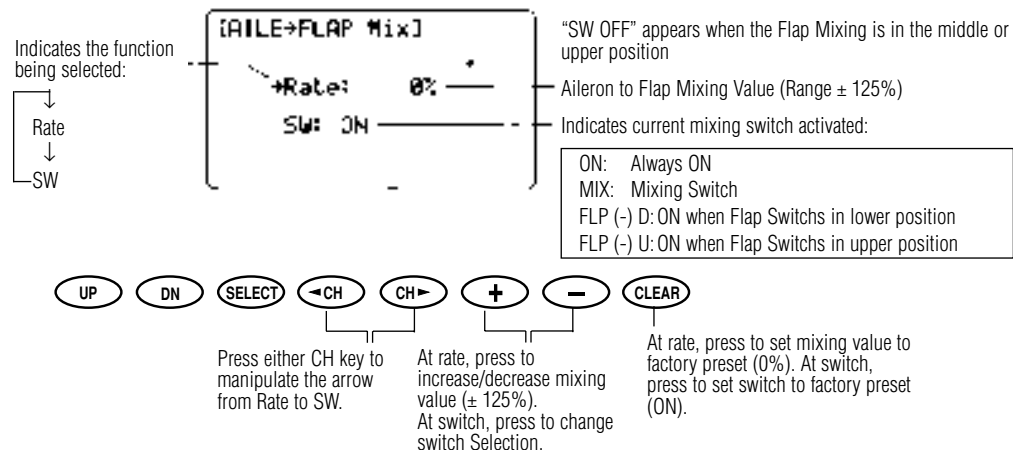 Indicates the function
being selected:
Rate
SW
[AILE→FLAP Mix]
→Rate: 0%
SW: ON
“SW OFF” appears when the Flap Mixing is in the middle or
upper position
Aileron to Flap Mixing Value (Range ± 125%)
Indicates current mixing switch activated:
ON: Always ON
MIX: Mixing Switch
FLP (-) D: ON when Flap Switchs in lower position
FLP (-) U: ON when Flap Switchs in upper position
UP DN SELECT ◄CH CH► + − CLEAR
Press either CH key to
manipulate the arrow
from Rate to SW.
At rate, press to
increase/decrease mixing
value (± 125%).
At switch, press to change
switch Selection.
At rate, press to set mixing value to
factory preset (0%). At switch,
press to set switch to factory preset
(ON).